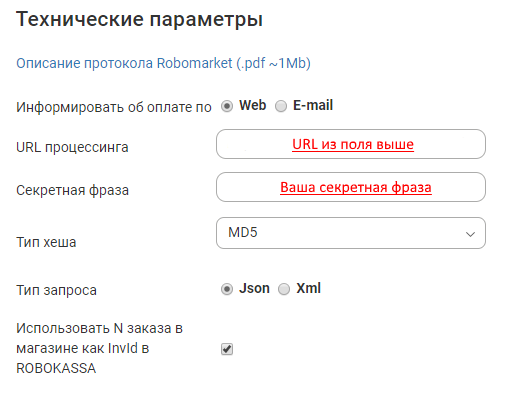 Технические параметры
Описание протокола Robomarket (.pdf ~1Mb)
Информировать об оплате по Web E-mail
URL процессинга URL из поля выше
Секретная фраза Ваша секретная фраза
Тип хеша MD5
Тип запроса Json Xml
Использовать N заказа в
магазине как InvId в
ROBOKASSA